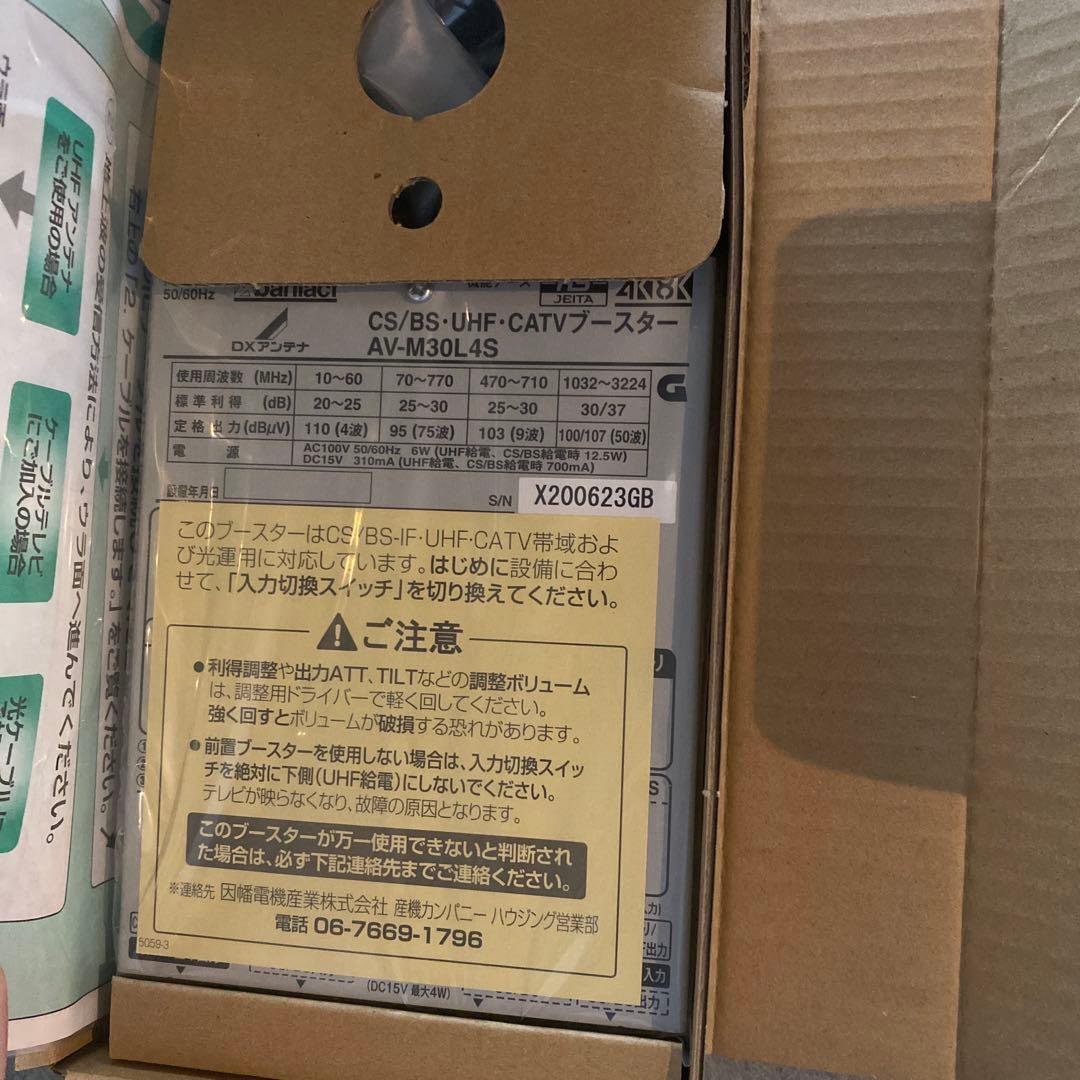 50/60Hz
JEITA
4K8K
DXアンテナ
CS/BS・UHF・CATVブースター
AV-M30L4S
使用周波数 (MHz) 10〜60 70〜770 470〜710 1032〜3224
標準利得 (dB) 20〜25 25〜30 25〜30 30/37
定格出力(dBμV) 110 (4波) 95 (75波) 103 (9波) 100/107 (50波)
電源 AC100V 50/60Hz 6W (UHF給電、CS/BS給電時 12.5W)
DC15V 310mA (UHF給電、CS/BS給電時 700mA)
設置年月日
S/N X200623GB
このブースターはCS/BS-IF・UHF・CATV帯域およ
び光運用に対応しています。はじめに設備に合わ
せて、「入力切換スイッチ」を切り換えてください。
ご注意
●利得調整や出力ATT、TILTなどの調整ボリューム
は、調整用ドライバーで軽く回してください。
強く回すとボリュームが破損する恐れがあります。
●前置ブースターを使用しない場合は、入力切換スイッ
チを絶対に下側(UHF給電)にしないでください。
テレビが映らなくなり、故障の原因となります。
このブースターが万一使用できないと判断され
た場合は、必ず下記連絡先までご連絡ください。
※連絡先 因幡電機産業株式会社 産機カンパニー ハウジング営業部
電話 06-7669-1796
5059-3
(DC15V 最大4W)
入力
出力
UHFアンテナ
をご使用の場合
ケーブルテレビ
にご加入の場合